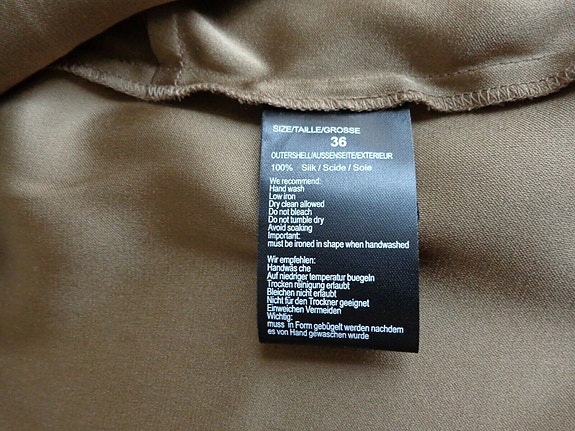 SIZE/TAILLE/GROSSE
36
OUTERSHELL/AUSSENSEITE/EXTERIEUR
100% Silk / Scide / Soie
We recommend:
Hand wash
Low iron
Dry clean allowed
Do not bleach
Do not tumble dry
Avoid soaking
Important:
must be ironed in shape when handwashed
Wir empfehlen:
Handwäs che
Auf niedriger temperatur buegeln
Trocken reinigung erlaubt
Bleichen nicht erlaubt
Nicht für den Trockner geeignet
Einweichen Vermeiden
Wichtig:
muss in Form gebügelt werden nachdem
es von Hand gewaschen wurde